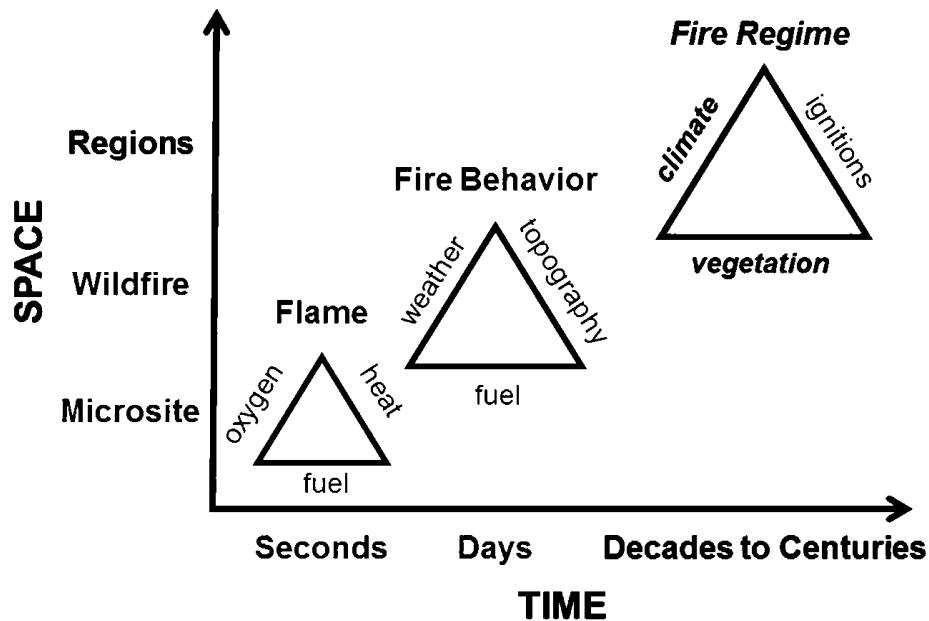 Fire Regime
climate
ignitions
vegetation
Regions
Fire Behavior
weather
topography
fuel
SPACE
Wildfire
Flame
oxygen
heat
fuel
Microsite
Seconds
Days
Decades to Centuries
TIME